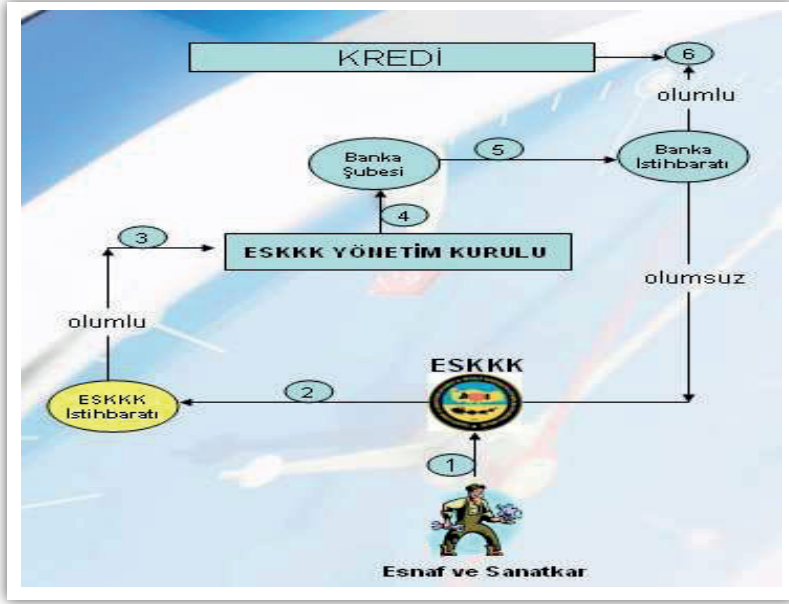 KREDİ
6
olumlu
Banka
Şubesi
5
Banka
İstihbaratı
4
3
ESKKK YÖNETİM KURULU
olumsuz
olumlu
ESKKK
ESKKK
İstihbaratı
2
1
Esnaf ve Sanatkar